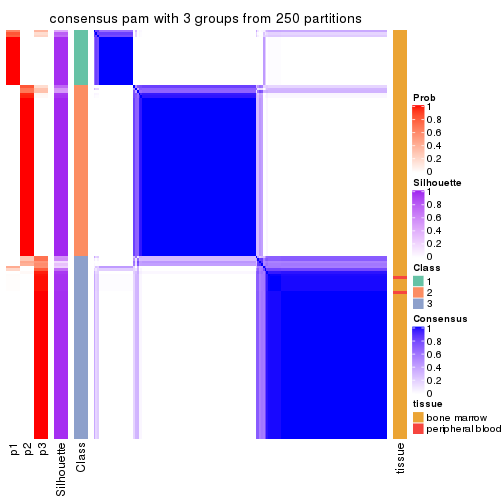 consensus pam with 3 groups from 250 partitions
Prob
1
0.8
0.6
0.4
0.2
0
Silhouette
1
0.8
0.6
0.4
0.2
0
Class
1
2
3
Consensus
1
0.8
0.6
0.4
0.2
0
tissue
bone marrow
peripheral blood
p1
p2
p3
Silhouette
Class
tissue